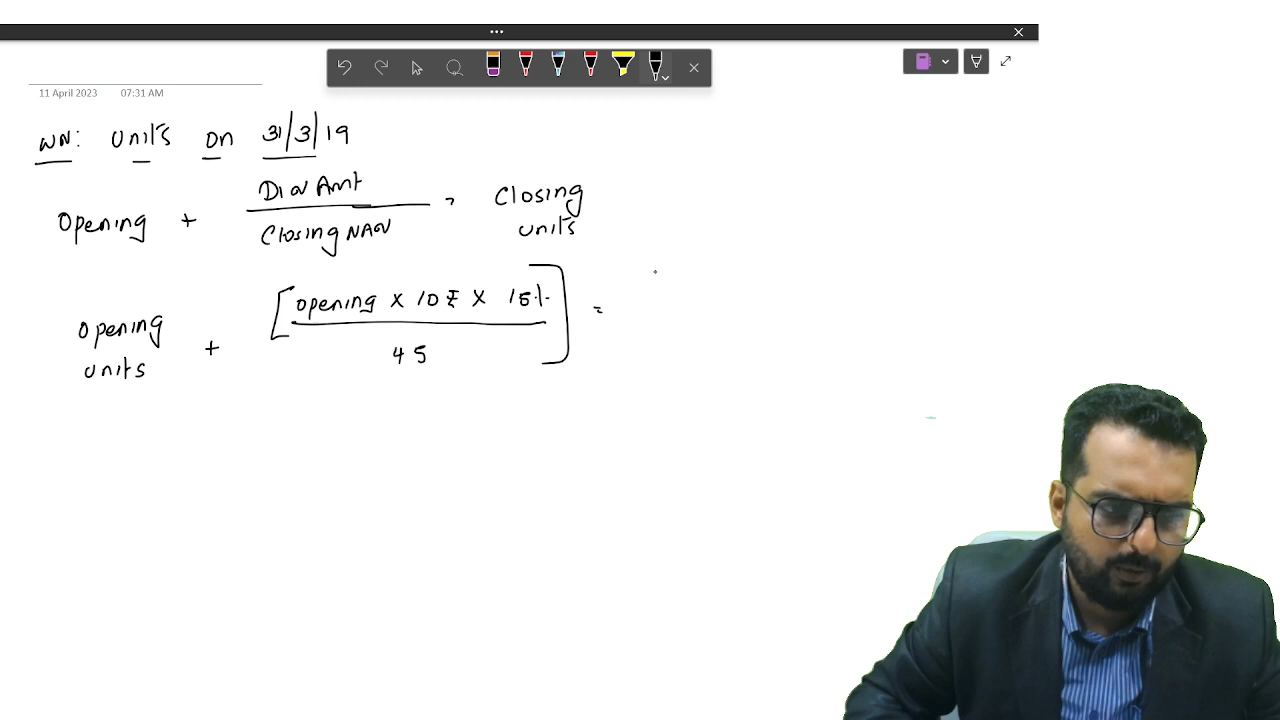 11 April 2023 07:31 AM
WN: Units on 31/3/19
Opening + Div Amt / Closing NAV = Closing units
Opening units + [opening x 10₹ x 15% / 45] =